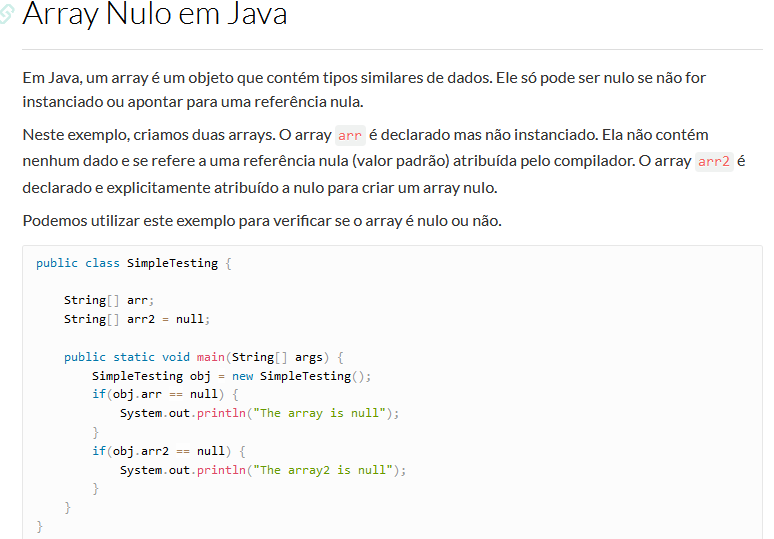 Array Nulo em Java
Em Java, um array é um objeto que contém tipos similares de dados. Ele só pode ser nulo se não for
instanciado ou apontar para uma referência nula.
Neste exemplo, criamos duas arrays. O array arr é declarado mas não instanciado. Ela não contém
nenhum dado e se refere a uma referência nula (valor padrão) atribuída pelo compilador. O array arr2 é
declarado e explicitamente atribuído a nulo para criar um array nulo.
Podemos utilizar este exemplo para verificar se o array é nulo ou não.
public class SimpleTesting {
    String[] arr;
    String[] arr2 = null;
    public static void main(String[] args) {
        SimpleTesting obj = new SimpleTesting();
        if(obj.arr == null) {
            System.out.println("The array is null");
        }
        if(obj.arr2 == null) {
            System.out.println("The array2 is null");
        }
    }
}